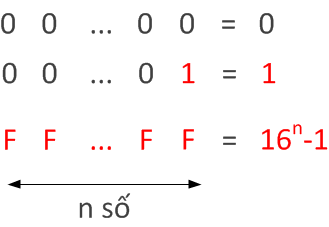 0 0 ... 0 0 = 0
0 0 ... 0 1 = 1
F F ... F F = 16ⁿ-1
n số